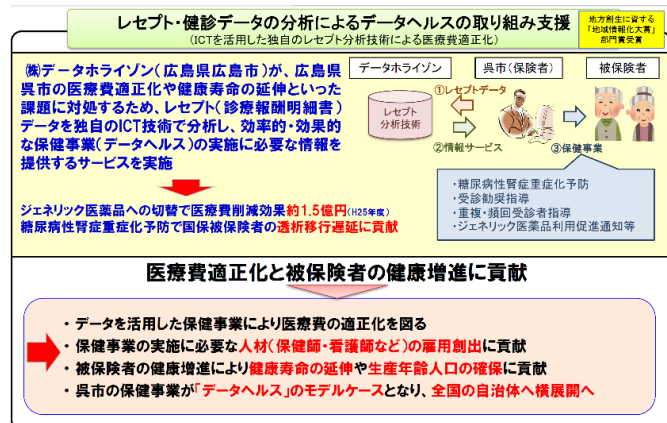 レセプト・健診データの分析によるデータヘルスの取り組み支援
(ICTを活用した独自のレセプト分析技術による医療費適正化)
地方創生に資する
「地域情報化大賞」
部門賞受賞
㈱データホライゾン(広島県広島市)が、広島県
呉市の医療費適正化や健康寿命の延伸といった
課題に対処するため、レセプト(診療報酬明細書)
データを独自のICT技術で分析し、効率的・効果的
な保健事業(データヘルス)の実施に必要な情報を
提供するサービスを実施
ジェネリック医薬品への切替で医療費削減効果約1.5億円(H25年度)
糖尿病性腎症重症化予防で国保被保険者の透析移行遅延に貢献
データホライゾン
呉市(保険者)
被保険者
①レセプトデータ
レセプト
分析技術
②情報サービス
③保健事業
・糖尿病性腎症重症化予防
・受診勧奨指導
・重複・頻回受診者指導
・ジェネリック医薬品利用促進通知等
医療費適正化と被保険者の健康増進に貢献
・データを活用した保健事業により医療費の適正化を図る
・保健事業の実施に必要な人材(保健師・看護師など)の雇用創出に貢献
・被保険者の健康増進により健康寿命の延伸や生産年齢人口の確保に貢献
・呉市の保健事業が「データヘルス」のモデルケースとなり、全国の自治体へ横展開へ